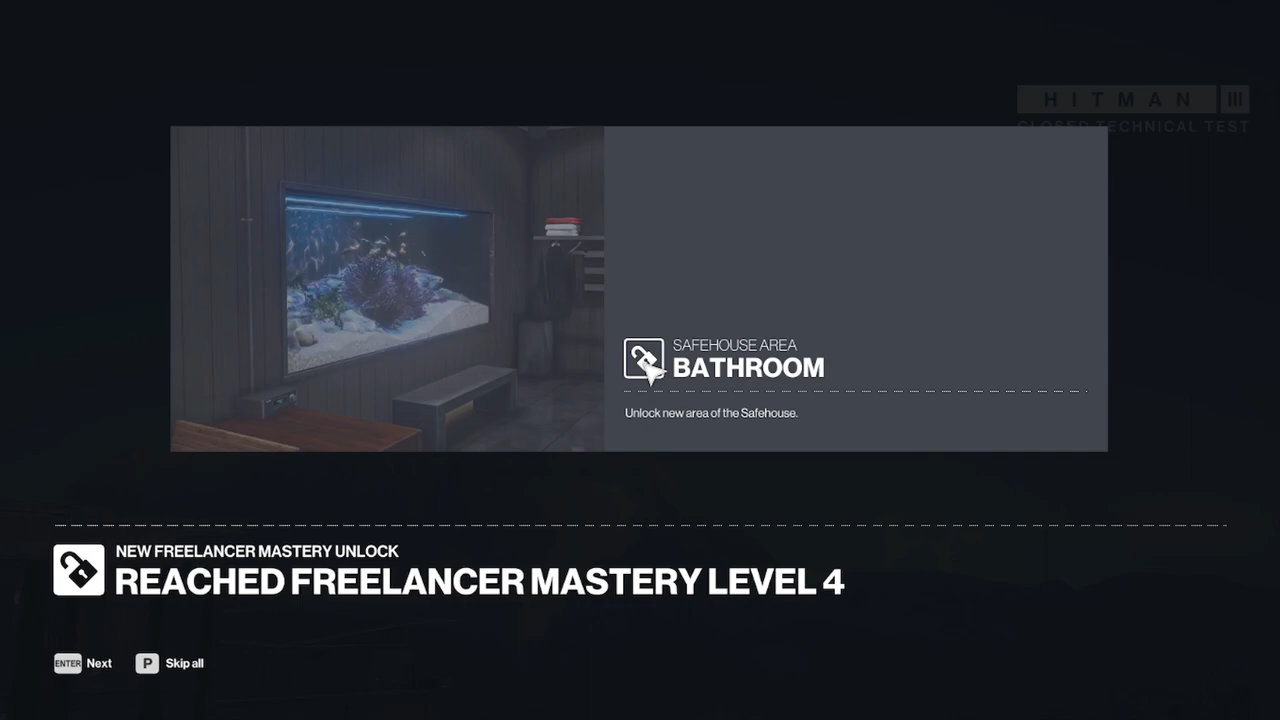 HITMAN III
CLOSED TECHNICAL TEST
SAFEHOUSE AREA
BATHROOM
Unlock new area of the Safehouse.
NEW FREELANCER MASTERY UNLOCK
REACHED FREELANCER MASTERY LEVEL 4
ENTER Next P Skip all